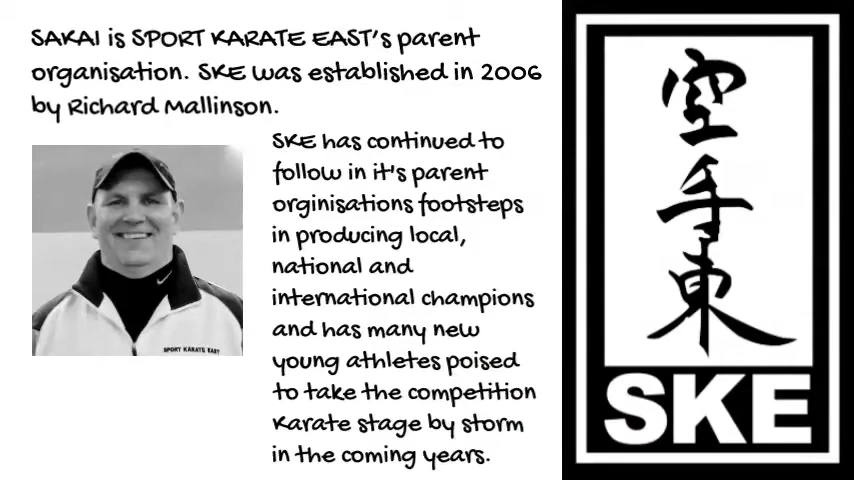 SAKAI is SPORT KARATE EAST's parent
organisation. SKE was established in 2006
by Richard Mallinson.
SKE has continued to
follow in it's parent
orginisations footsteps
in producing local,
national and
international champions
and has many new
young athletes poised
to take the competition
Karate stage by storm
in the coming years.
SPORT KARATE EAST
空
手
東
SKE